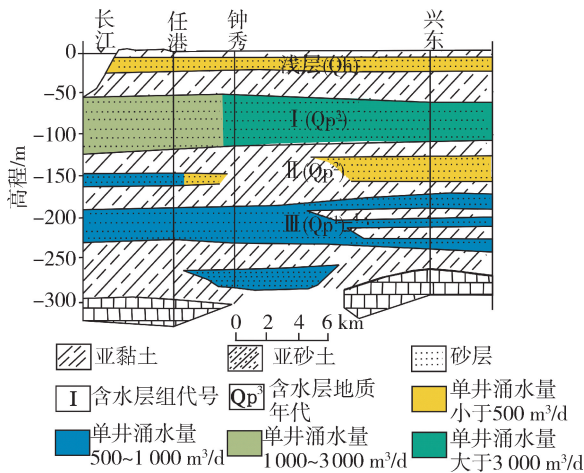 长江 任港 钟秀 兴东
高程/m
0
-50
-100
-150
-200
-250
-300
浅层(Qh)
Ⅰ(Qp³)
Ⅱ(Qp²)
Ⅲ(Qp¹)
0 2 4 6 km
亚黏土 亚砂土 砂层
Ⅰ 含水层组代号 Qp³ 含水层地质年代 单井涌水量小于500 m³/d
单井涌水量 500~1 000 m³/d 单井涌水量 1 000~3 000 m³/d 单井涌水量 大于3 000 m³/d